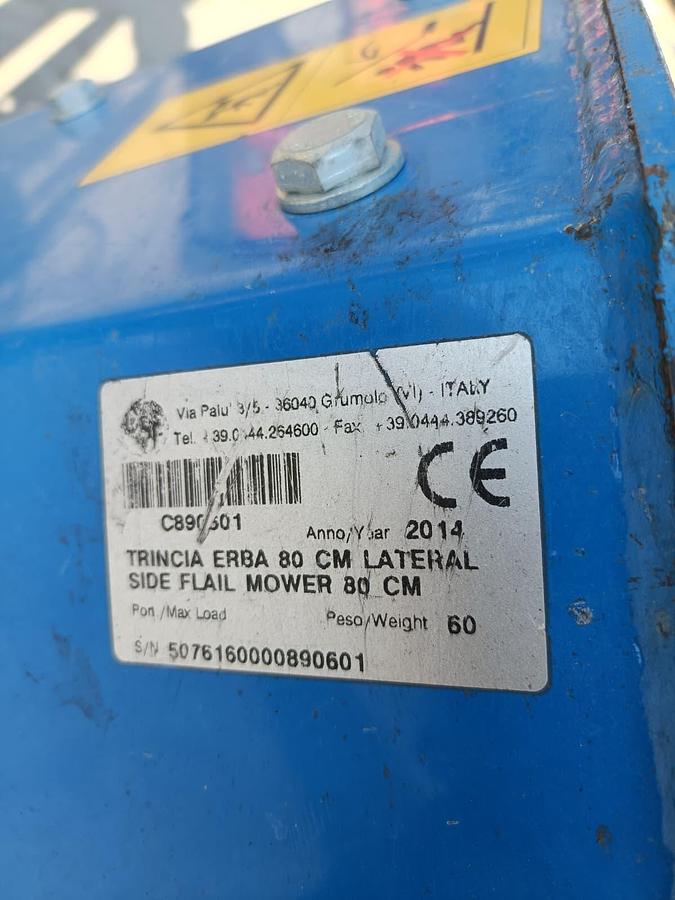 Via Palu' 3/5 - 36040 Grumolo (VI) - ITALY
Tel. +39.0444.264600 - Fax +39.0444.389260
CE
C890601
Anno/Year 2014
TRINCIA ERBA 80 CM LATERAL
SIDE FLAIL MOWER 80 CM
Port./Max Load Peso/Weight 60
S/N 5076160000890601